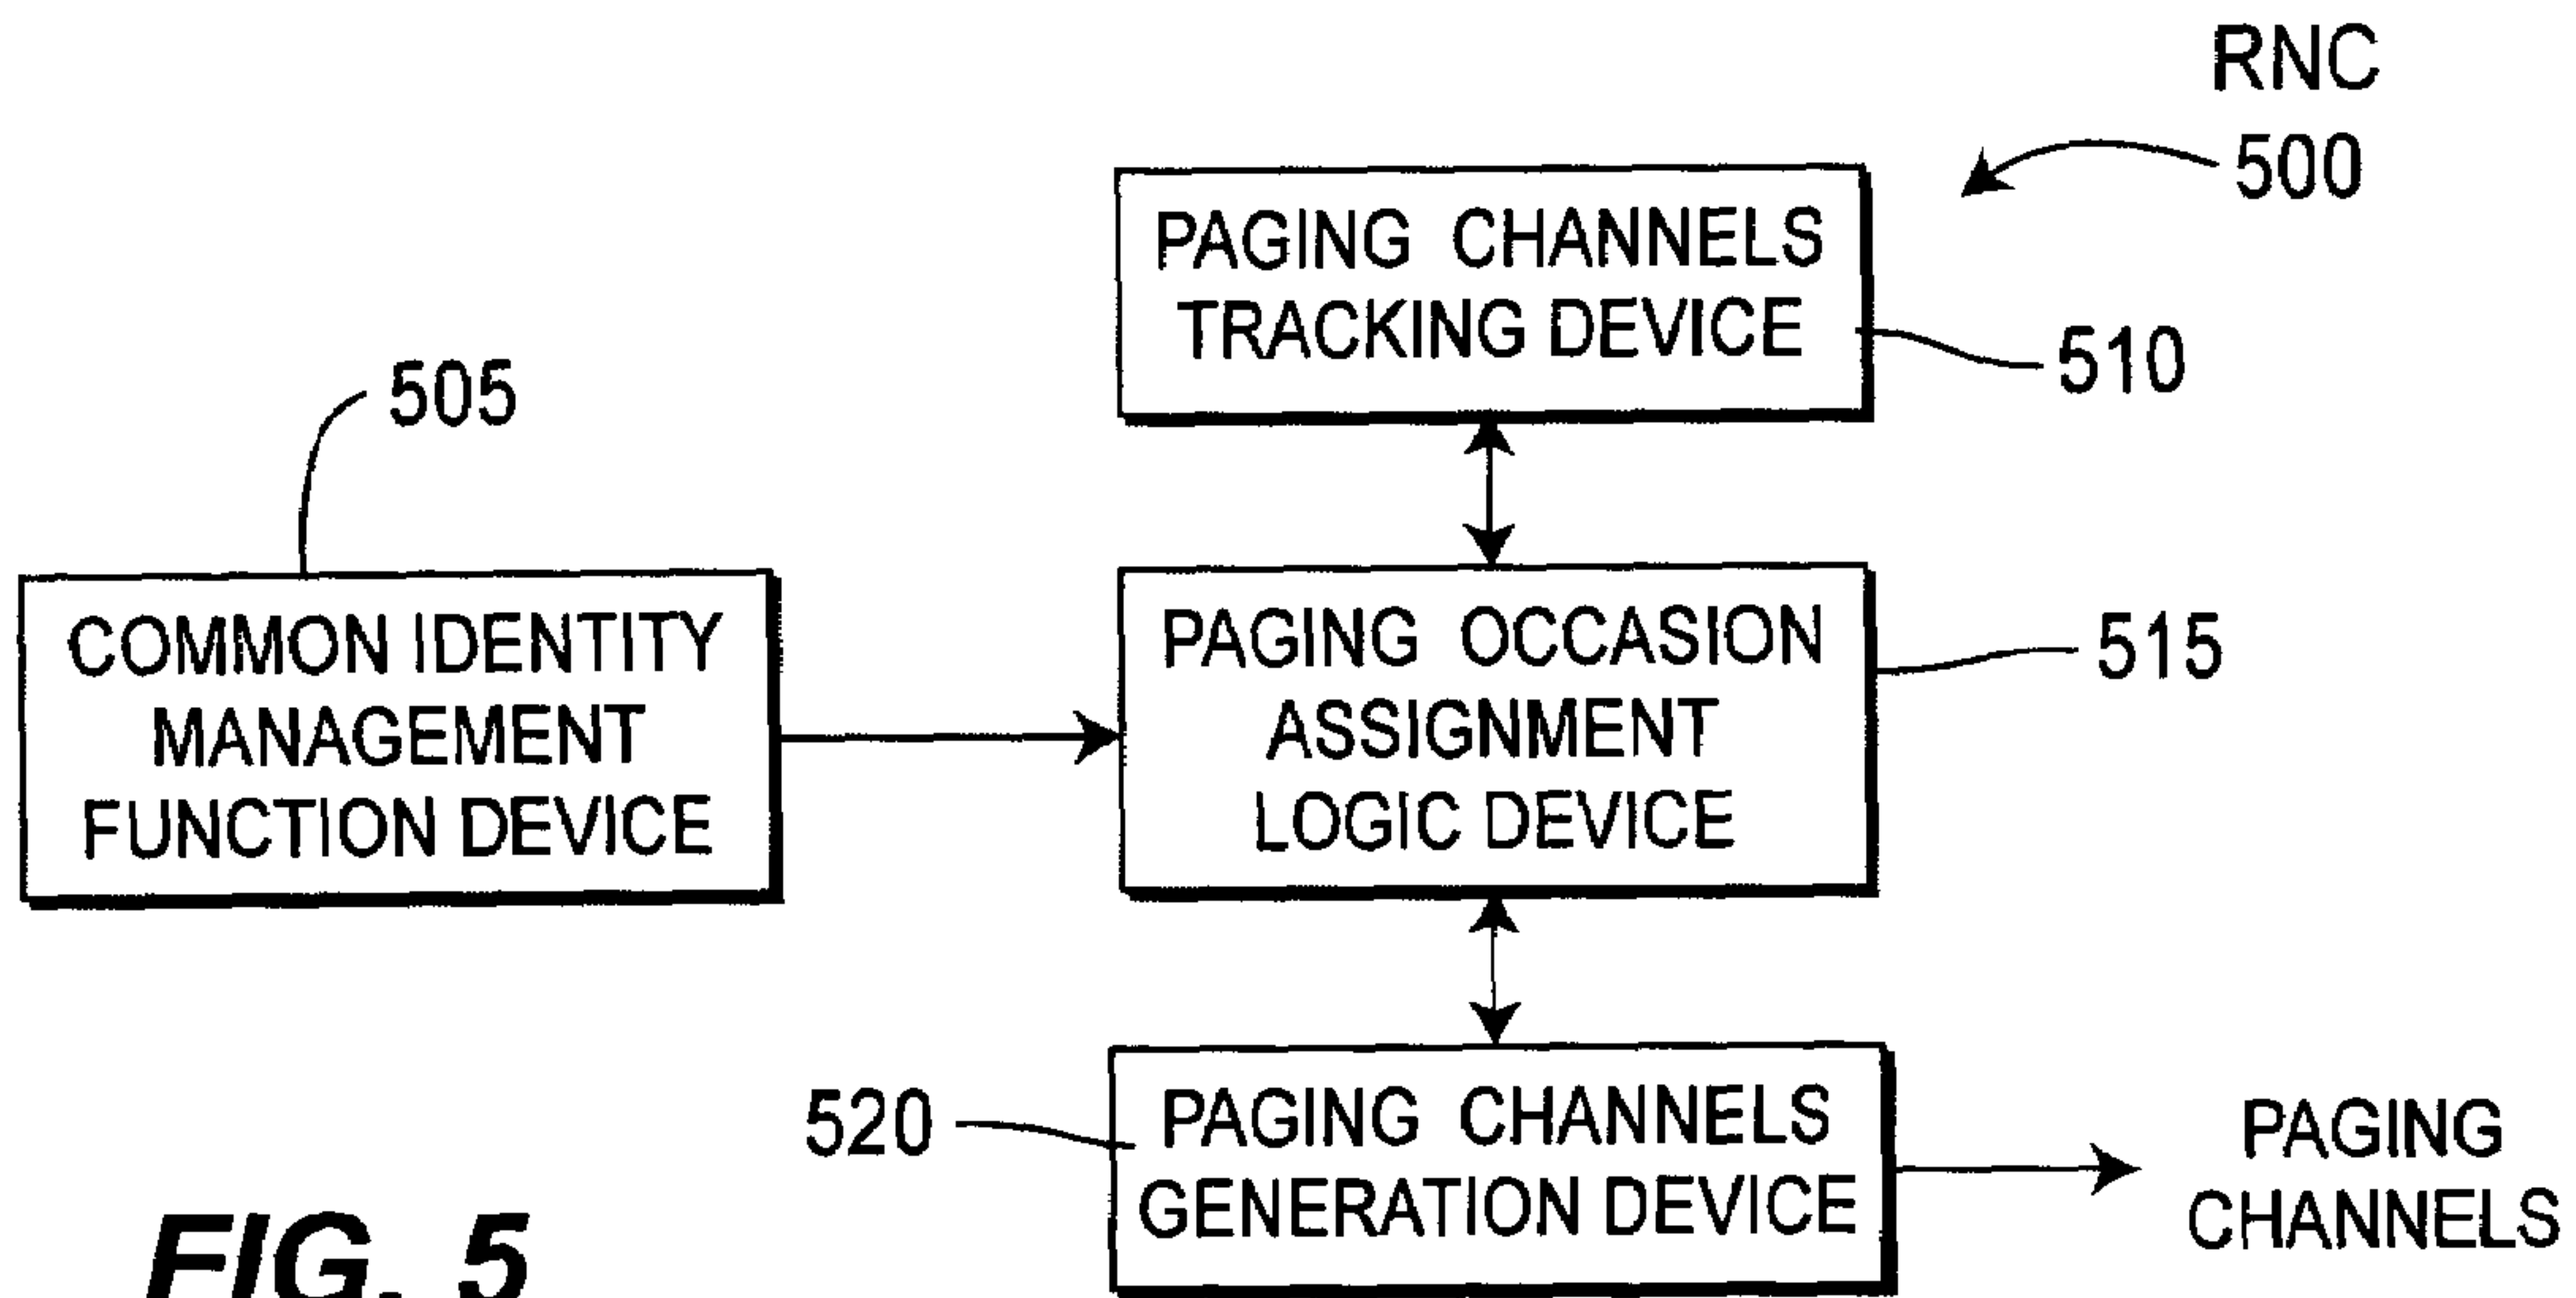 RNC
500
PAGING CHANNELS
TRACKING DEVICE
510
505
COMMON IDENTITY
MANAGEMENT
FUNCTION DEVICE
PAGING OCCASION
ASSIGNMENT
LOGIC DEVICE
515
520
PAGING CHANNELS
GENERATION DEVICE
PAGING
CHANNELS
FIG. 5